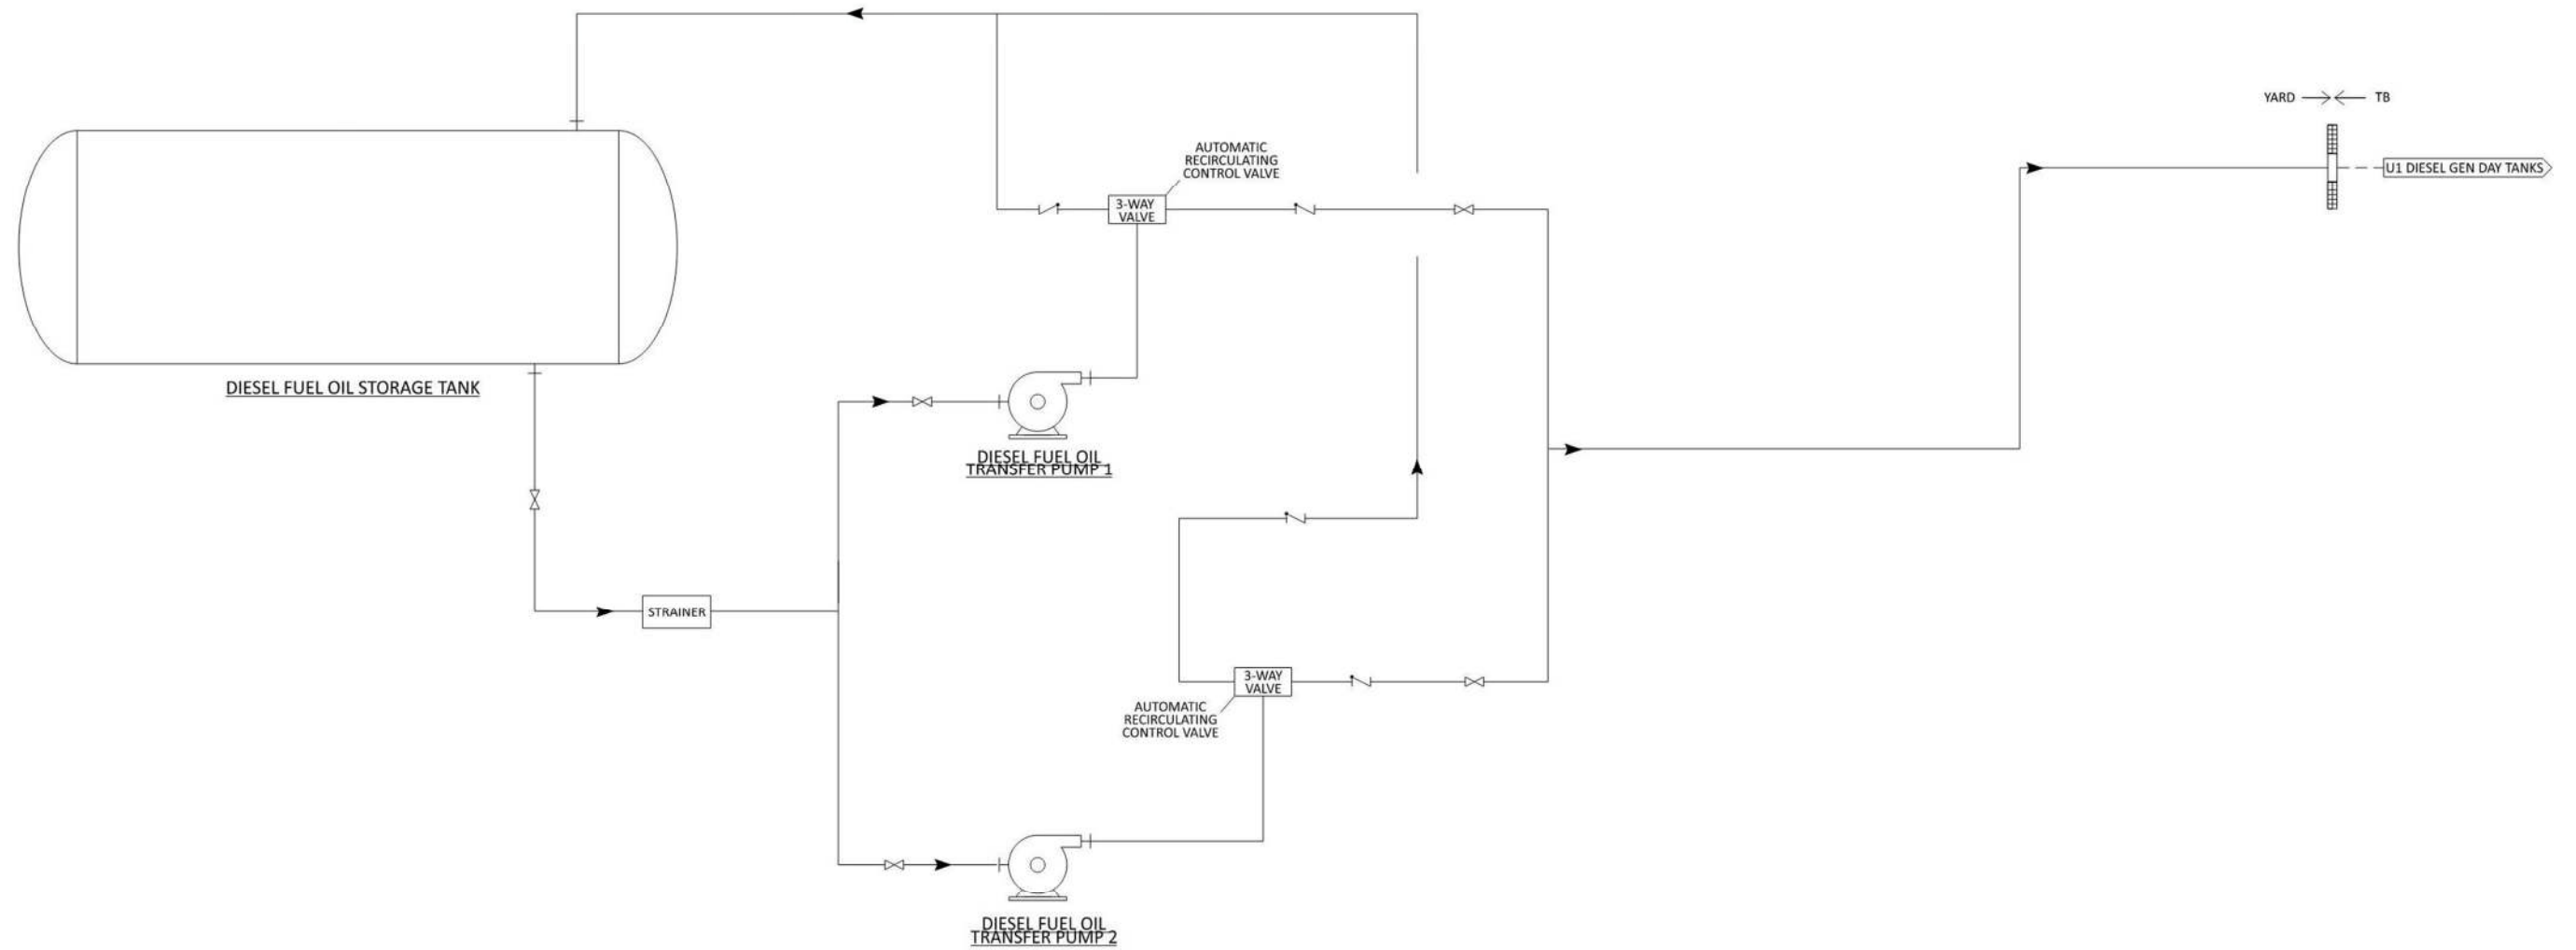 YARD
TB
U1 DIESEL GEN DAY TANKS
AUTOMATIC
RECIRCULATING
CONTROL VALVE
3-WAY
VALVE
DIESEL FUEL OIL STORAGE TANK
DIESEL FUEL OIL
TRANSFER PUMP 1
STRAINER
3-WAY
VALVE
AUTOMATIC
RECIRCULATING
CONTROL VALVE
DIESEL FUEL OIL
TRANSFER PUMP 2